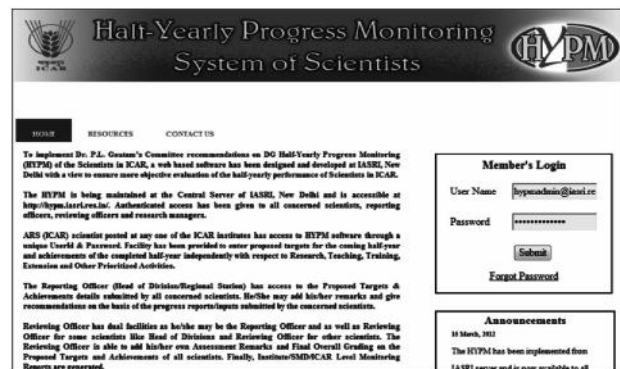 Half-Yearly Progress Monitoring
System of Scientists
ICAR
HYPM
HOME RESOURCES CONTACT US
To implement Dr. P.L. Gautam's Committee recommendations on DG Half-Yearly Progress Monitoring
(HYPM) of the Scientists in ICAR, a web based software has been designed and developed at IASRI, New
Delhi with a view to ensure more objective evaluation of the half-yearly performance of Scientists in ICAR.
The HYPM is being maintained at the Central Server of IASRI, New Delhi and is accessible at
http://hypm.iasri.res.in/. Authenticated access has been given to all concerned scientists, reporting
officers, reviewing officers and research managers.
ARS (ICAR) scientist posted at any one of the ICAR institutes has access to HYPM software through a
unique UserId & Password. Facility has been provided to enter proposed targets for the coming half-year
and achievements of the completed half-year independently with respect to Research, Teaching, Training,
Extension and Other Prioritized Activities.
The Reporting Officer (Head of Division/Regional Station) has access to the Proposed Targets &
Achievements details submitted by all concerned scientists. He/She may add his/her remarks and give
recommendations on the basis of the progress reports/inputs submitted by the concerned scientists.
Reviewing Officer has dual facilities as he/she may be the Reporting Officer and as well as Reviewing
Officer for some scientists like Head of Divisions and Reviewing Officer for other scientists. The
Reviewing Officer is able to add his/her own Assessment Remarks and Final Overall Grading on the
Proposed Targets and Achievements of all scientists. Finally, Institute/SMD/ICAR Level Monitoring
Reports are generated.
Member's Login
User Name hypmadmin@iasri.re
Password •••••••••••••
Submit
Forgot Password
Announcements
16 March, 2012
The HYPM has been implemented from
IASRI server and is now available to all